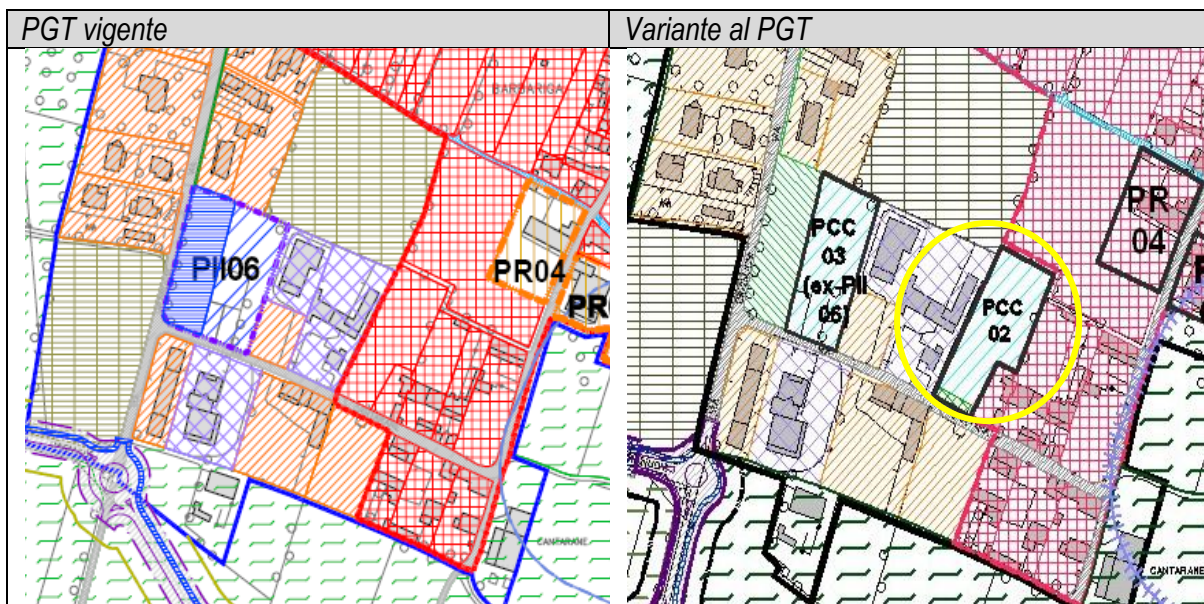 PGT vigente
Variante al PGT
BARBARIGA
PII06
PR04
PR
CANTARANE
PCC
03
(ex-PII
06)
PCC
02
PR
04
CANTARANE